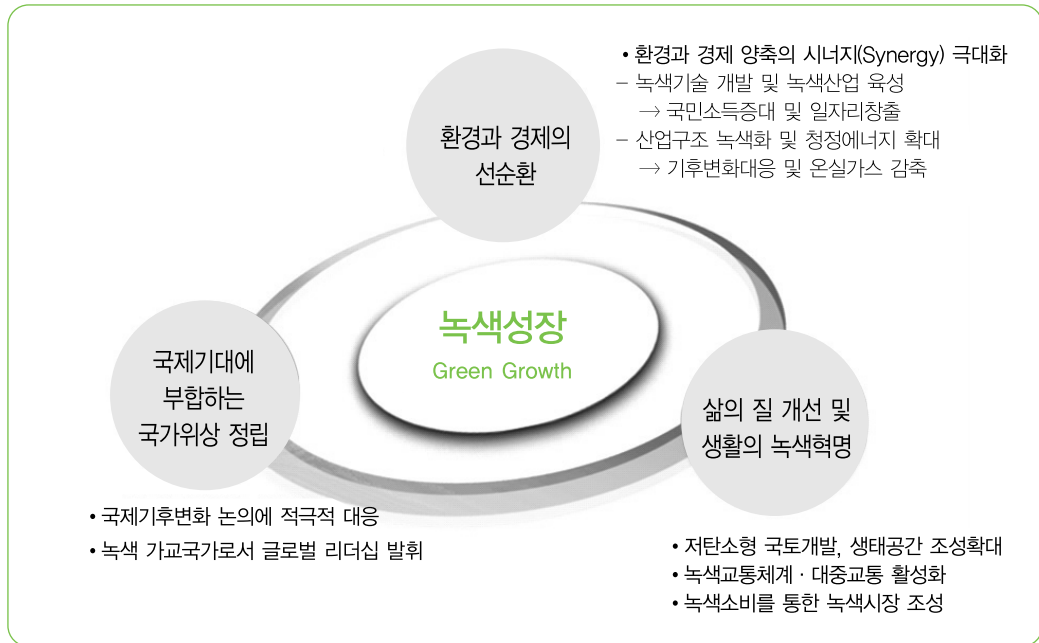 환경과 경제의
선순환
• 환경과 경제 양축의 시너지(Synergy) 극대화
– 녹색기술 개발 및 녹색산업 육성
→ 국민소득증대 및 일자리창출
– 산업구조 녹색화 및 청정에너지 확대
→ 기후변화대응 및 온실가스 감축
녹색성장
Green Growth
국제기대에
부합하는
국가위상 정립
• 국제기후변화 논의에 적극적 대응
• 녹색 가교국가로서 글로벌 리더십 발휘
삶의 질 개선 및
생활의 녹색혁명
• 저탄소형 국토개발, 생태공간 조성확대
• 녹색교통체계 · 대중교통 활성화
• 녹색소비를 통한 녹색시장 조성